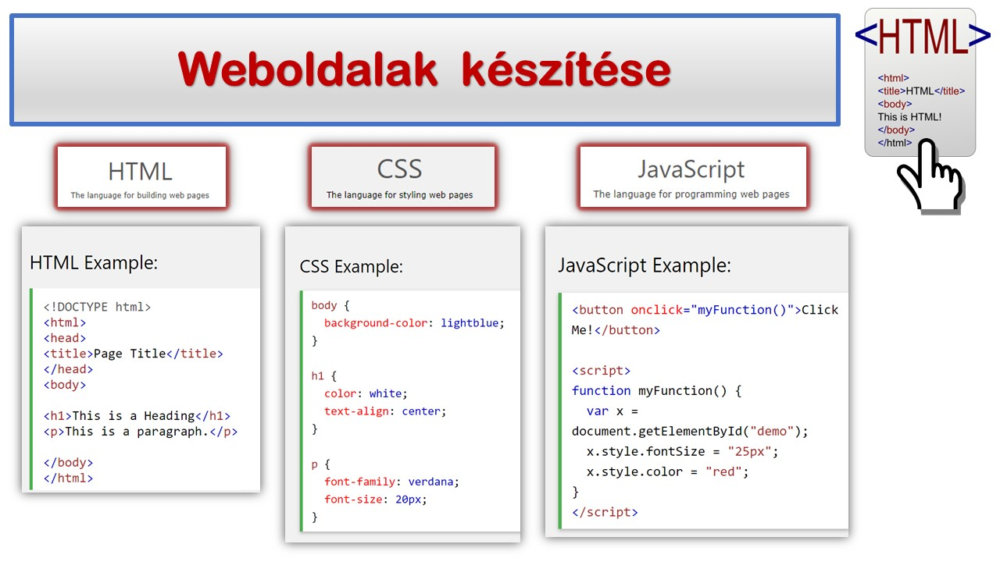 Weboldalak készítése
<HTML>
<html>
<title>HTML</title>
<body>
This is HTML!
</body>
</html>
HTML
The language for building web pages
CSS
The language for styling web pages
JavaScript
The language for programming web pages
HTML Example:
<!DOCTYPE html>
<html>
<head>
<title>Page Title</title>
</head>
<body>
<h1>This is a Heading</h1>
<p>This is a paragraph.</p>
</body>
</html>
CSS Example:
body {
  background-color: lightblue;
}
h1 {
  color: white;
  text-align: center;
}
p {
  font-family: verdana;
  font-size: 20px;
}
JavaScript Example:
<button onclick="myFunction()">Click
Me!</button>
<script>
function myFunction() {
  var x =
document.getElementById("demo");
  x.style.fontSize = "25px";
  x.style.color = "red";
}
</script>